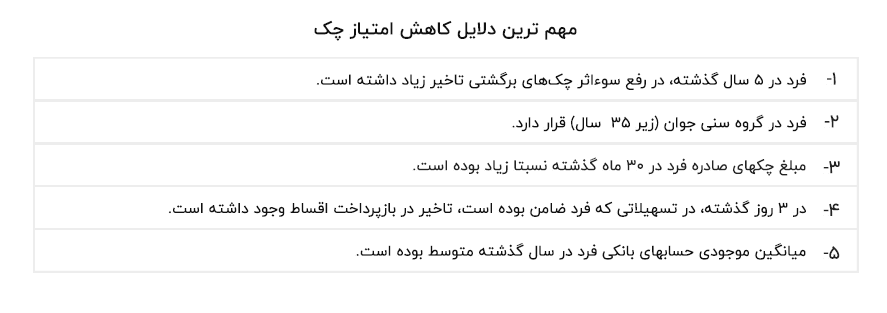 مهم ترین دلایل کاهش امتیاز چک
۱- فرد در ۵ سال گذشته، در رفع سوءاثر چک‌های برگشتی تاخیر زیاد داشته است.
۲- فرد در گروه سنی جوان (زیر ۳۵ سال) قرار دارد.
۳- مبلغ چکهای صادره فرد در ۳۰ ماه گذشته نسبتا زیاد بوده است.
۴- در ۳ روز گذشته، در تسهیلاتی که فرد ضامن بوده است، تاخیر در بازپرداخت اقساط وجود داشته است.
۵- میانگین موجودی حسابهای بانکی فرد در سال گذشته متوسط بوده است.